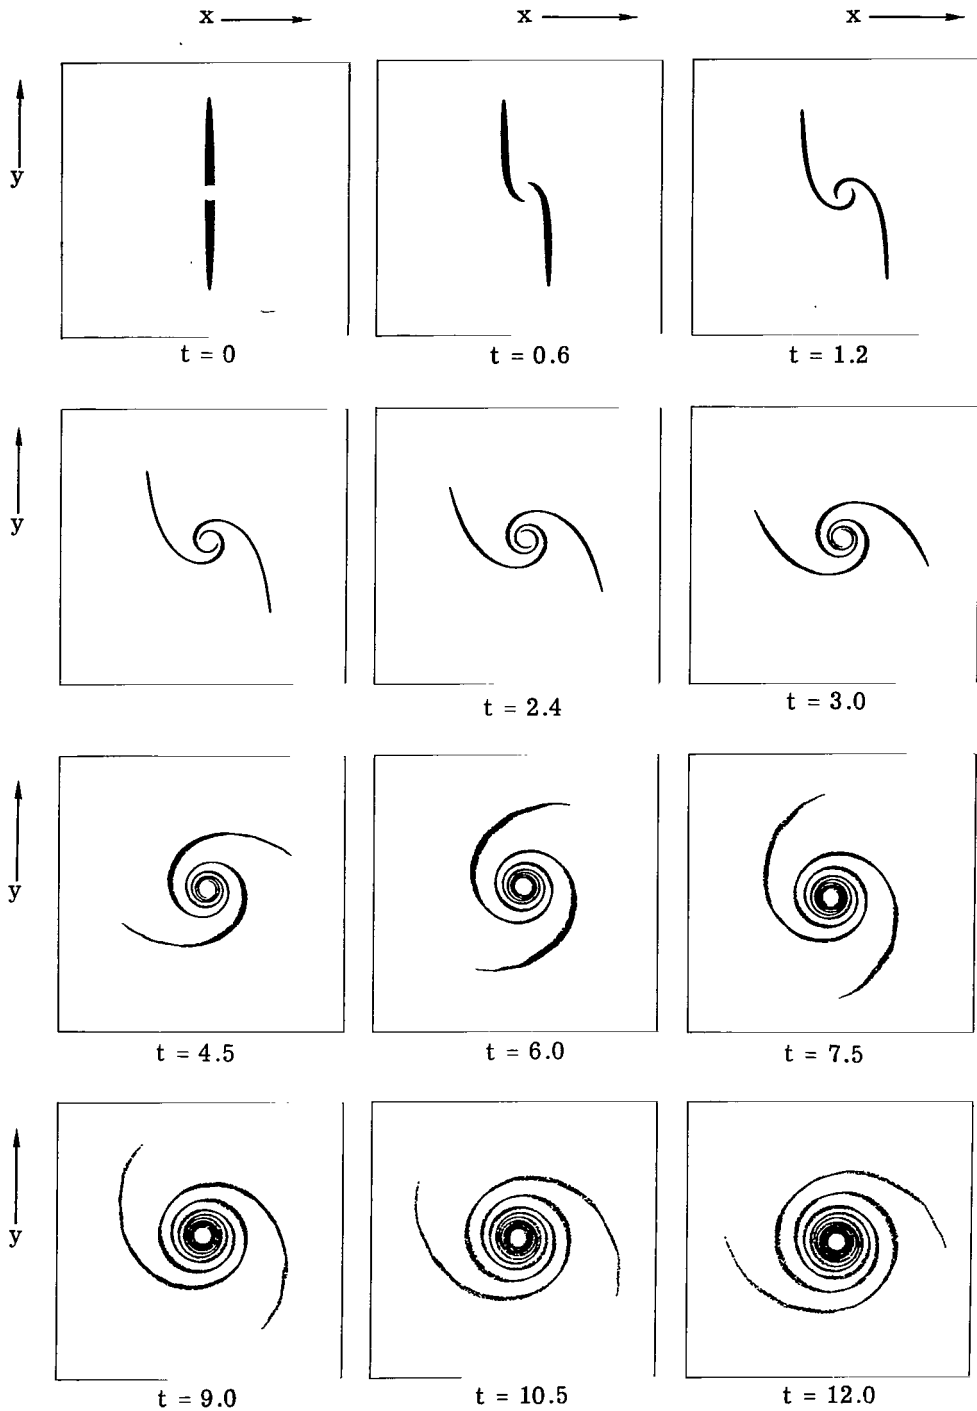 x x x
y
t = 0 t = 0.6 t = 1.2
y
t = 2.4 t = 3.0
y
t = 4.5 t = 6.0 t = 7.5
y
t = 9.0 t = 10.5 t = 12.0